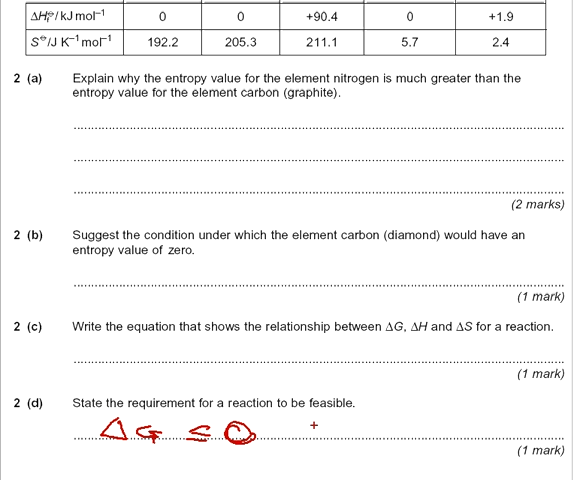 ΔHf⦵/kJ mol⁻¹ 0 0 +90.4 0 +1.9
S⦵/J K⁻¹mol⁻¹ 192.2 205.3 211.1 5.7 2.4
2 (a) Explain why the entropy value for the element nitrogen is much greater than the
entropy value for the element carbon (graphite).
(2 marks)
2 (b) Suggest the condition under which the element carbon (diamond) would have an
entropy value of zero.
(1 mark)
2 (c) Write the equation that shows the relationship between ΔG, ΔH and ΔS for a reaction.
(1 mark)
2 (d) State the requirement for a reaction to be feasible.
ΔG ≤ 0
(1 mark)